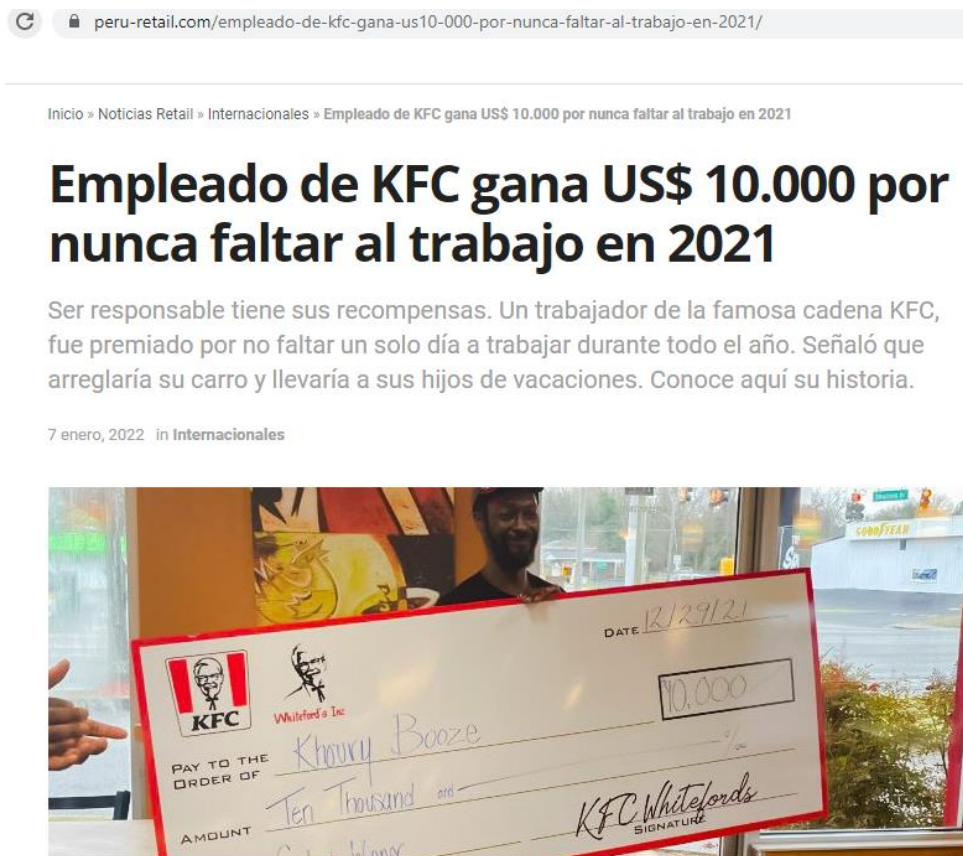 peru-retail.com/empleado-de-kfc-gana-us10-000-por-nunca-faltar-al-trabajo-en-2021/
Inicio » Noticias Retail » Internacionales » Empleado de KFC gana US$ 10.000 por nunca faltar al trabajo en 2021
Empleado de KFC gana US$ 10.000 por
nunca faltar al trabajo en 2021
Ser responsable tiene sus recompensas. Un trabajador de la famosa cadena KFC,
fue premiado por no faltar un solo día a trabajar durante todo el año. Señaló que
arreglaría su carro y llevaría a sus hijos de vacaciones. Conoce aquí su historia.
7 enero, 2022 in Internacionales
GOODYEAR
DATE 12/29/21
KFC
Whiteford's Inc
10,000
PAY TO THE
ORDER OF
Khoury Booze
Ten Thousand and
AMOUNT
KFC Whitefords
SIGNATURE